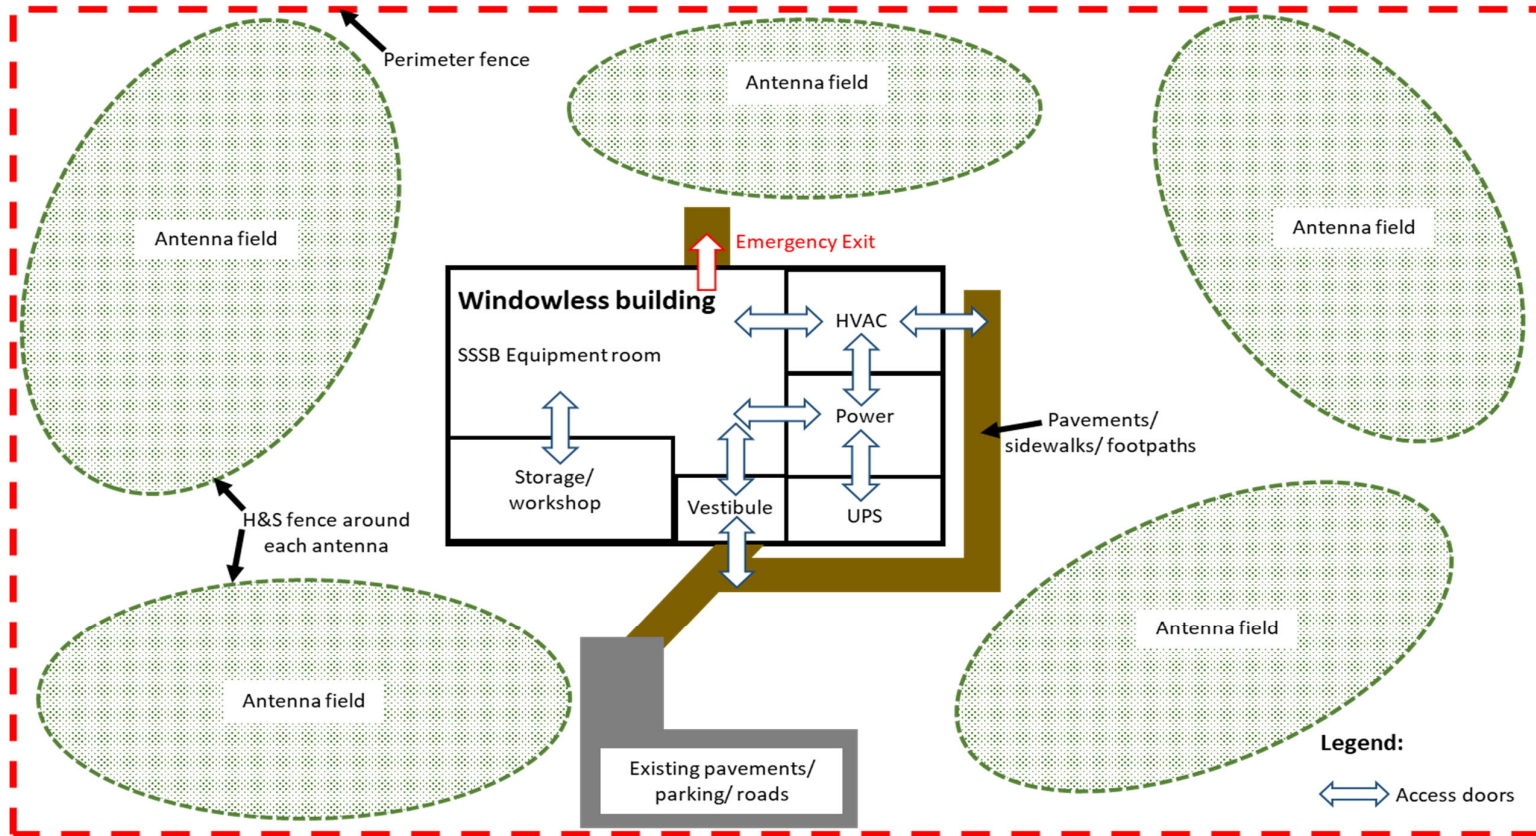 Perimeter fence
Antenna field
Antenna field
Antenna field
Emergency Exit
Windowless building
SSSB Equipment room
HVAC
Power
Storage/
workshop
Vestibule
UPS
Pavements/
sidewalks/ footpaths
H&S fence around
each antenna
Antenna field
Antenna field
Existing pavements/
parking/ roads
Legend:
Access doors